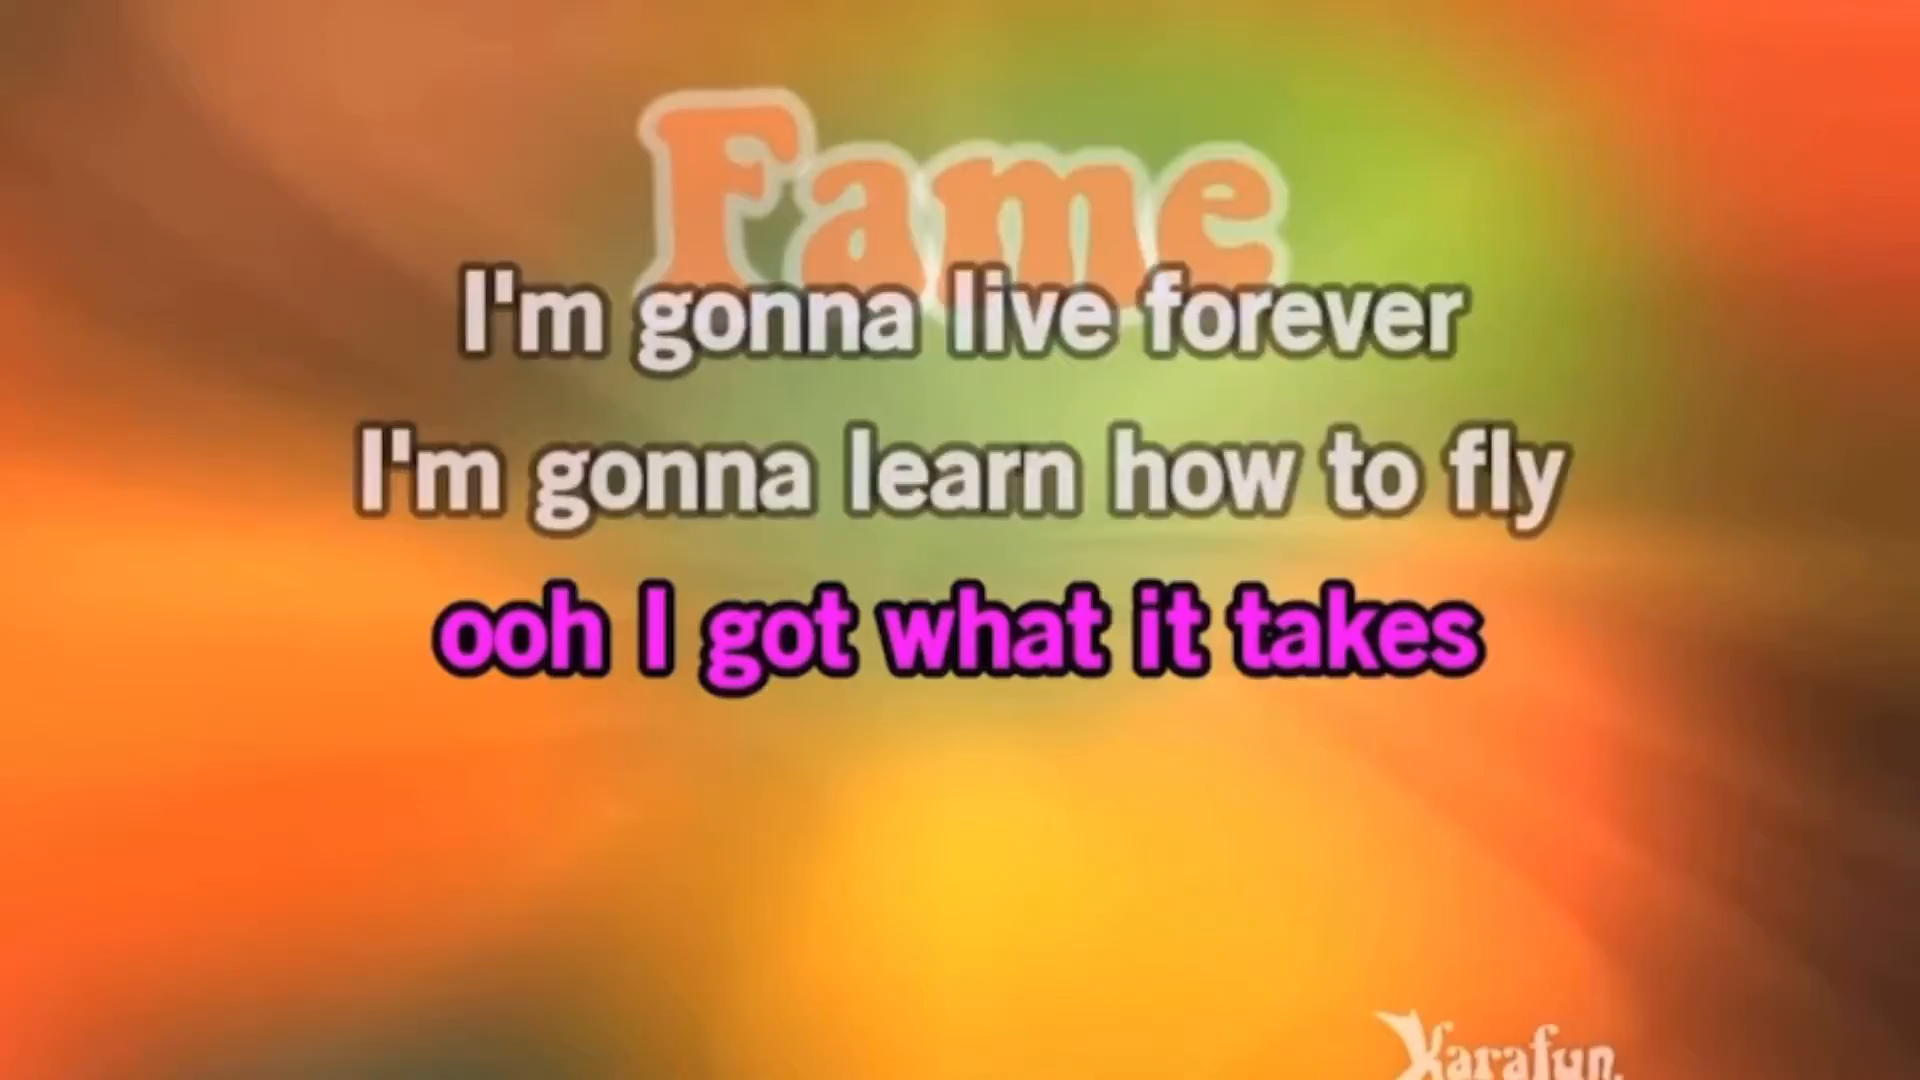 Fame
I'm gonna live forever
I'm gonna learn how to fly
ooh I got what it takes
Karafun.